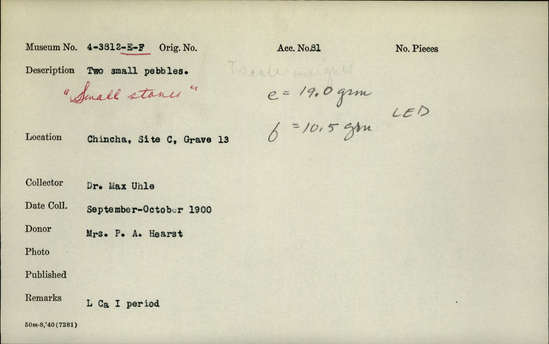 Museum No. 4-3812-E-F Orig. No. Acc. No.81 No. Pieces
Description Two small pebbles.
"Small stones" e = 19.0 grm
f = 10.5 grm LED
Location Chincha, Site C, Grave 13
Collector Dr. Max Uhle
Date Coll. September-October 1900
Donor Mrs. P. A. Hearst
Photo
Published
Remarks L Ca I period
50m-8,'40(7281)